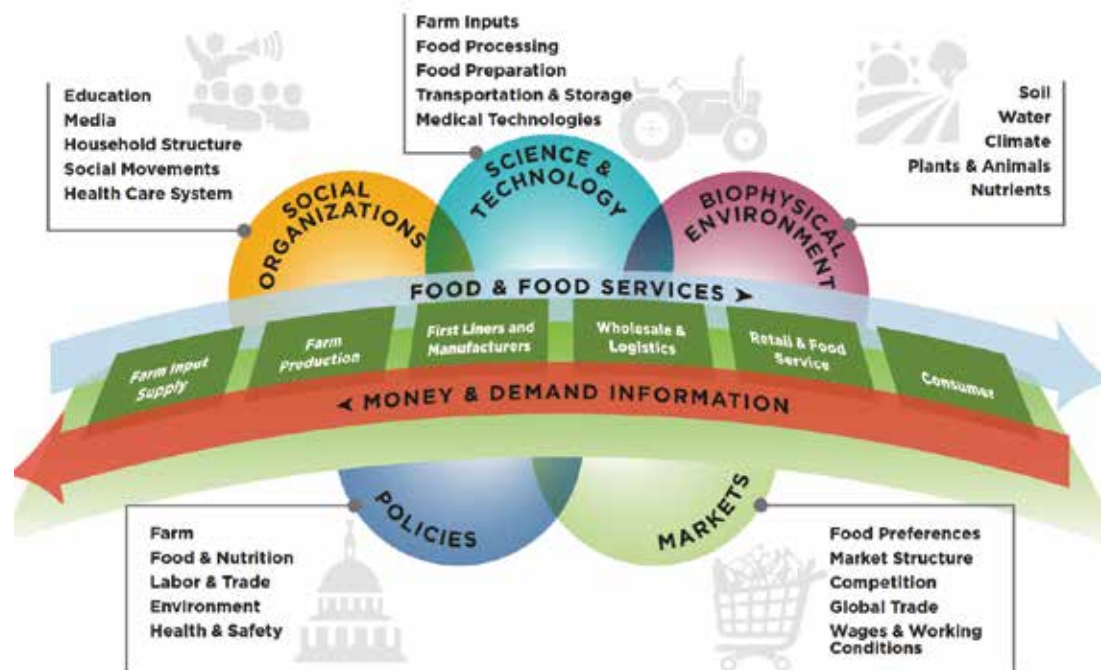 Farm Inputs
Food Processing
Food Preparation
Transportation & Storage
Medical Technologies
Education
Media
Household Structure
Social Movements
Health Care System
Soil
Water
Climate
Plants & Animals
Nutrients
SOCIAL
ORGANIZATIONS
SCIENCE &
TECHNOLOGY
BIOPHYSICAL
ENVIRONMENT
FOOD & FOOD SERVICES
Farm Input
Supply
Farm
Production
First Liners and
Manufacturers
Wholesale &
Logistics
Retail & Food
Service
Consumer
MONEY & DEMAND INFORMATION
POLICIES
MARKETS
Farm
Food & Nutrition
Labor & Trade
Environment
Health & Safety
Food Preferences
Market Structure
Competition
Global Trade
Wages & Working
Conditions